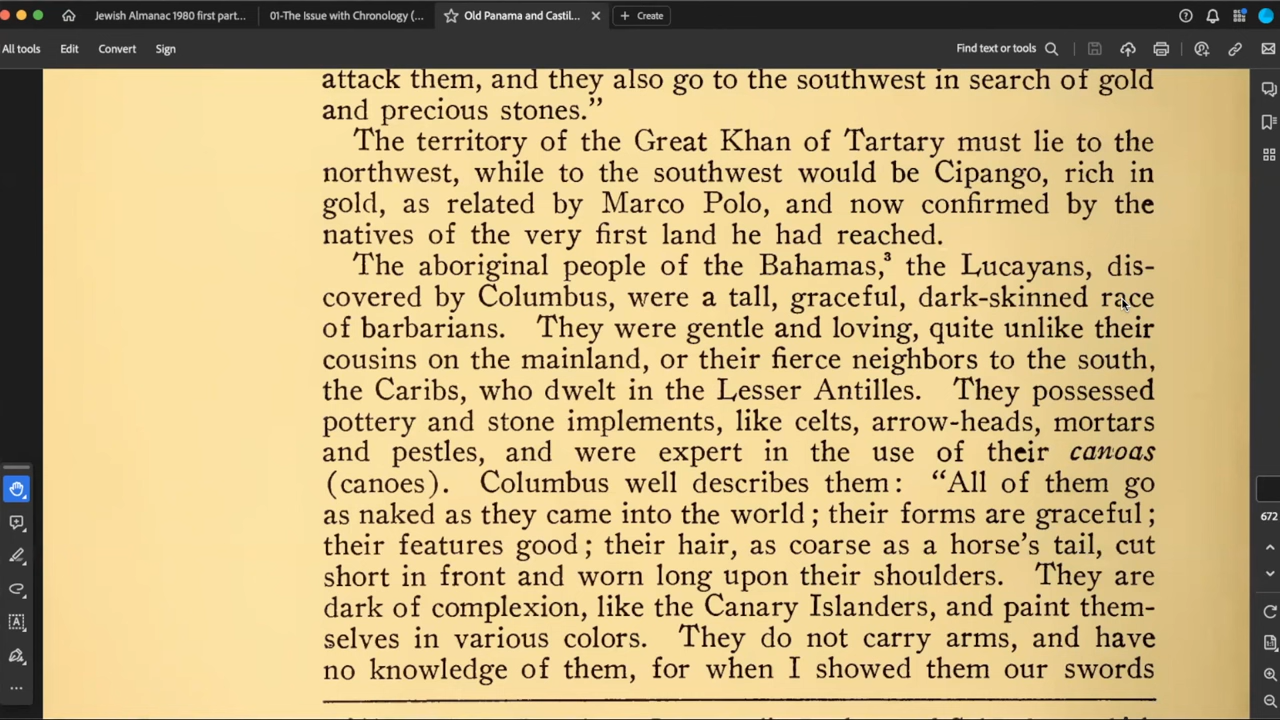 Jewish Almanac 1980 first part...
01-The Issue with Chronology (...
Old Panama and Castil...
Create
All tools
Edit
Convert
Sign
Find text or tools
attack them, and they also go to the southwest in search of gold
and precious stones.”
The territory of the Great Khan of Tartary must lie to the
northwest, while to the southwest would be Cipango, rich in
gold, as related by Marco Polo, and now confirmed by the
natives of the very first land he had reached.
The aboriginal people of the Bahamas,³ the Lucayans, dis-
covered by Columbus, were a tall, graceful, dark-skinned race
of barbarians. They were gentle and loving, quite unlike their
cousins on the mainland, or their fierce neighbors to the south,
the Caribs, who dwelt in the Lesser Antilles. They possessed
pottery and stone implements, like celts, arrow-heads, mortars
and pestles, and were expert in the use of their canoas
(canoes). Columbus well describes them: “All of them go
as naked as they came into the world; their forms are graceful;
their features good; their hair, as coarse as a horse’s tail, cut
short in front and worn long upon their shoulders. They are
dark of complexion, like the Canary Islanders, and paint them-
selves in various colors. They do not carry arms, and have
no knowledge of them, for when I showed them our swords
672